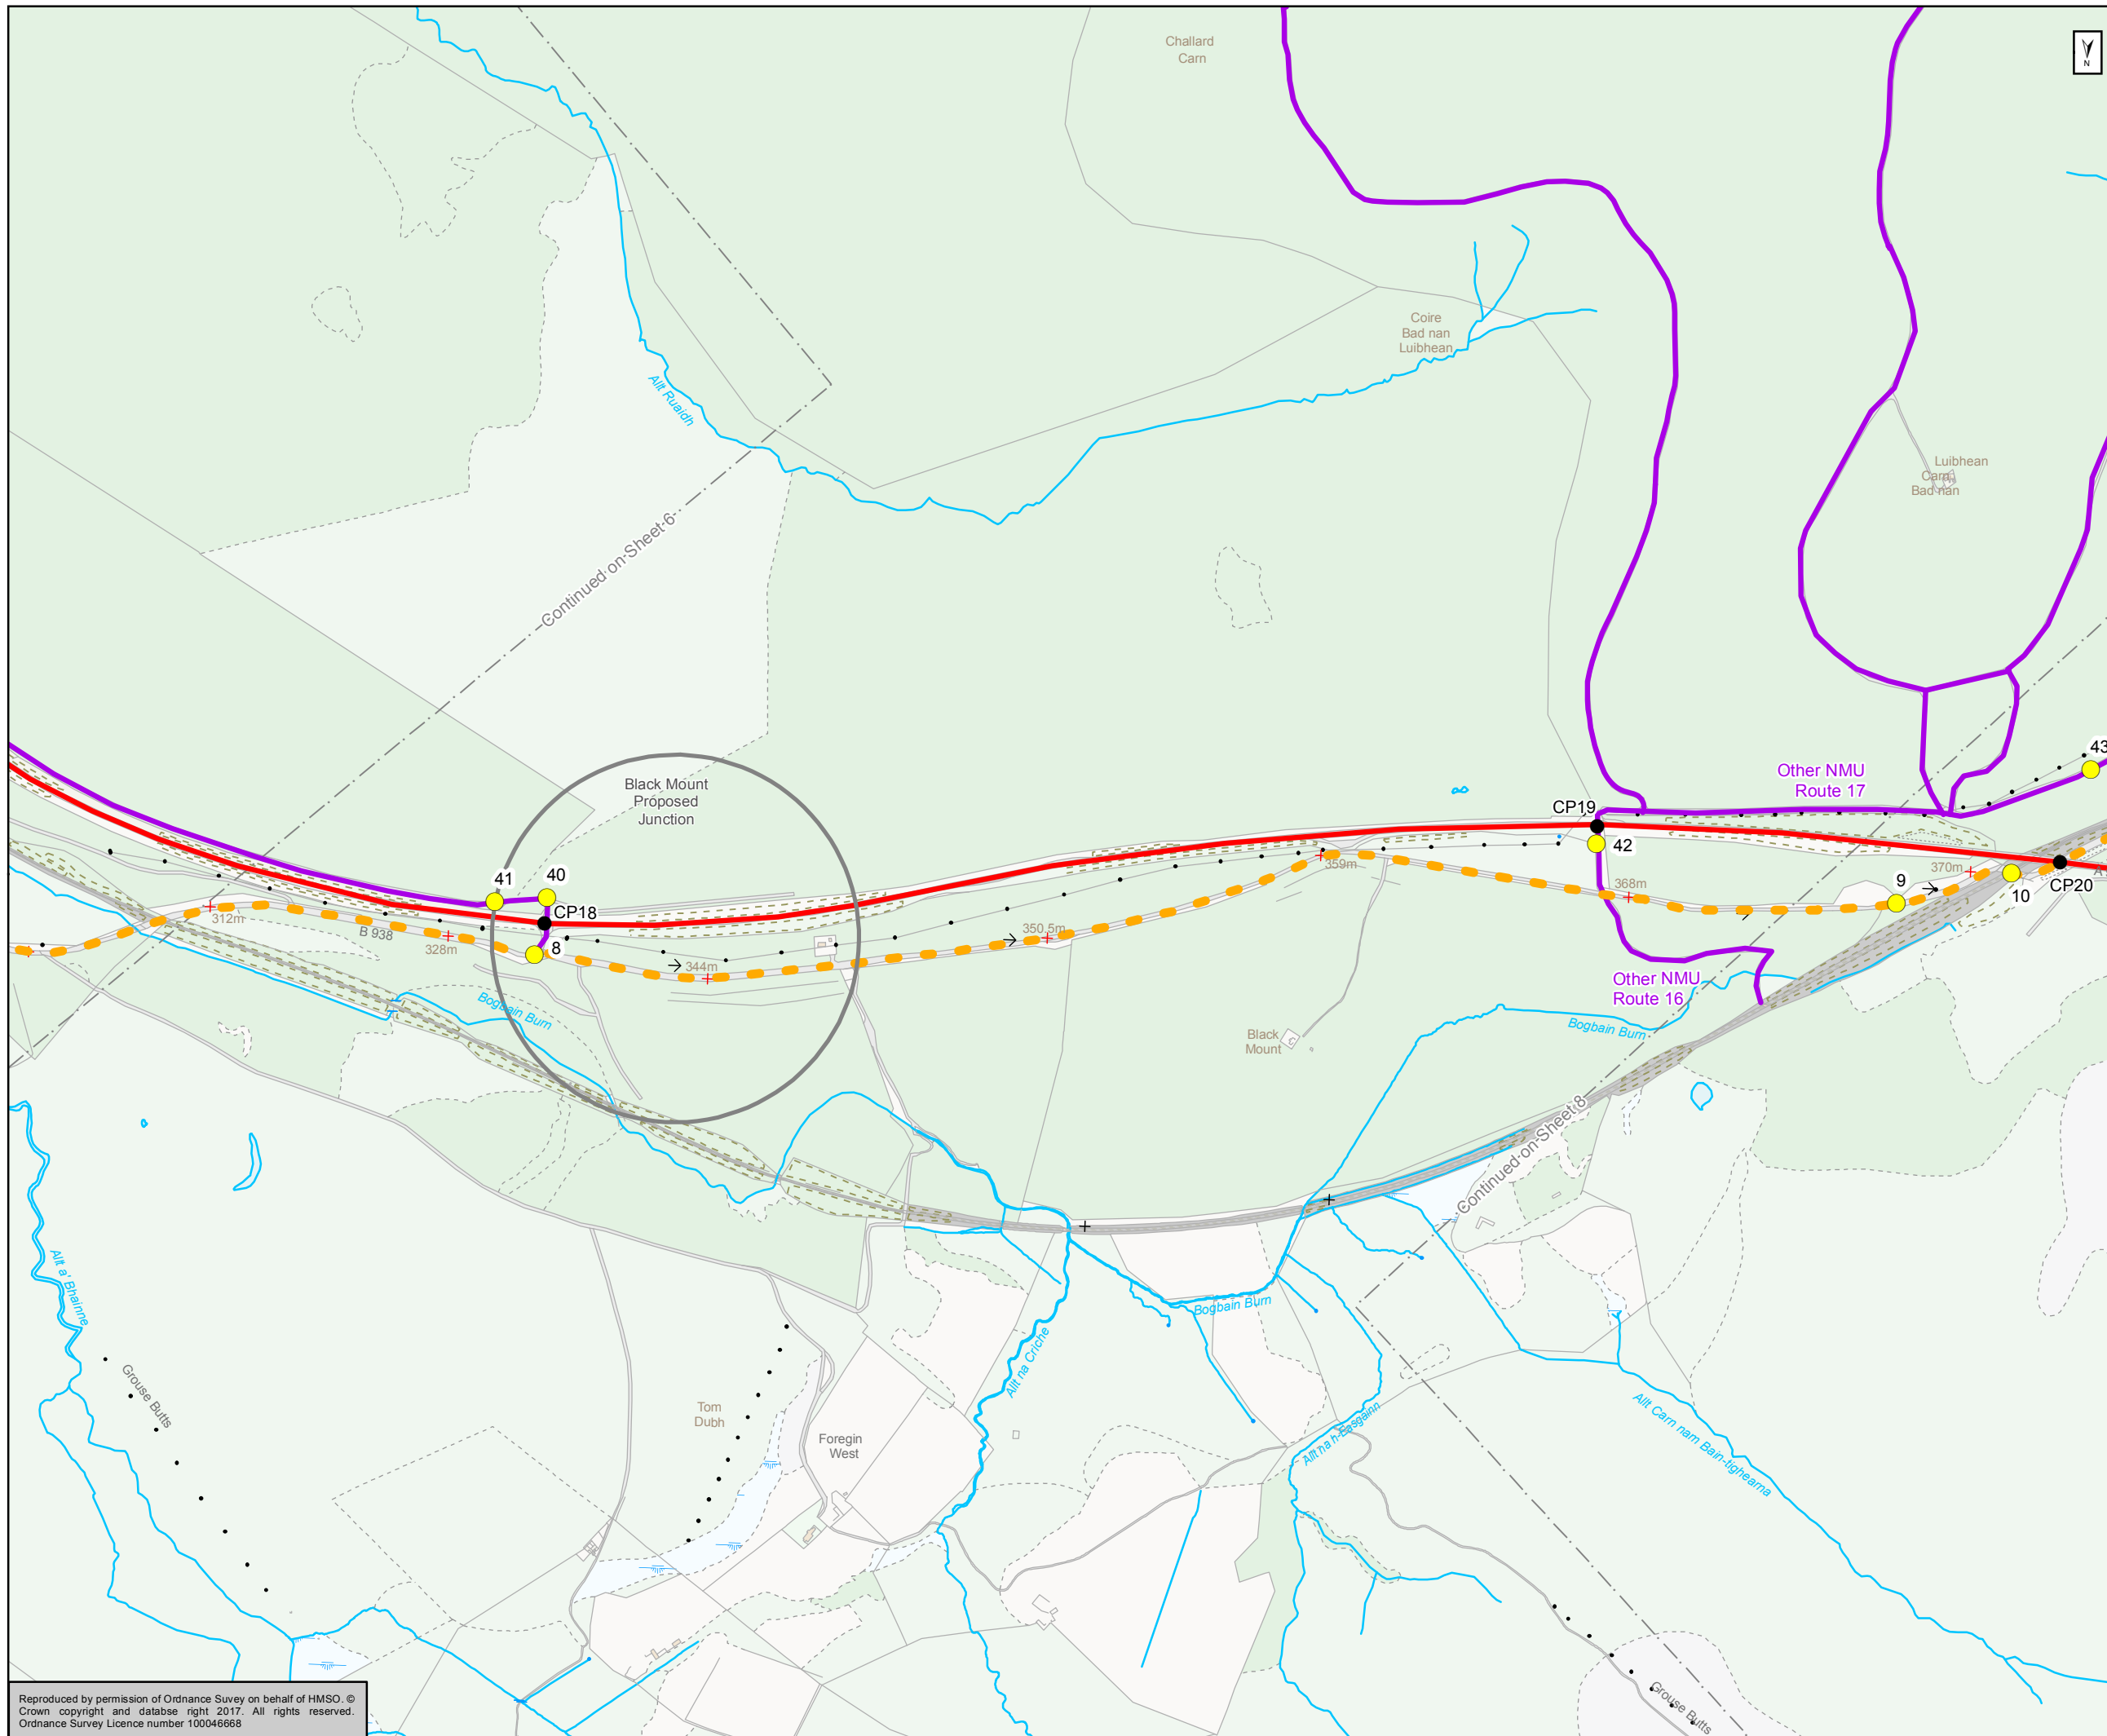 Challard
Carn
N
Coire
Bad nan
Luibhean
Allt Ruaidh
Luibhean
Carn
Bad nan
Continued on Sheet 6
Black Mount
Proposed
Junction
Other NMU
Route 17
43
CP19
42
41
40
CP18
8
B 938
312m
328m
344m
350.5m
359m
368m
370m
9
10
CP20
A
Other NMU
Route 16
Bogbain Burn
Black
Mount
Bogbain Burn
Continued on Sheet 8
Allt a' Bhainne
Bogbain Burn
Allt na Criche
Grouse Butts
Tom
Dubh
Foregin
West
Allt na h-Easgainn
Allt Carn nam Bain-tighearna
Grouse Butts
Reproduced by permission of Ordnance Suvey on behalf of HMSO. ©
Crown copyright and databse right 2017. All rights reserved.
Ordnance Survey Licence number 100046668